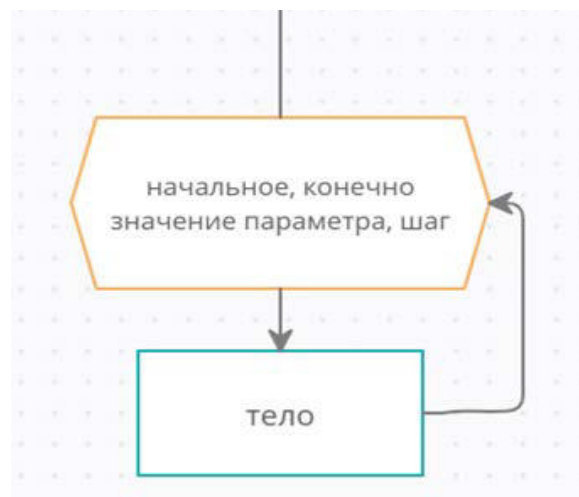 начальное, конечно
значение параметра, шаг
тело